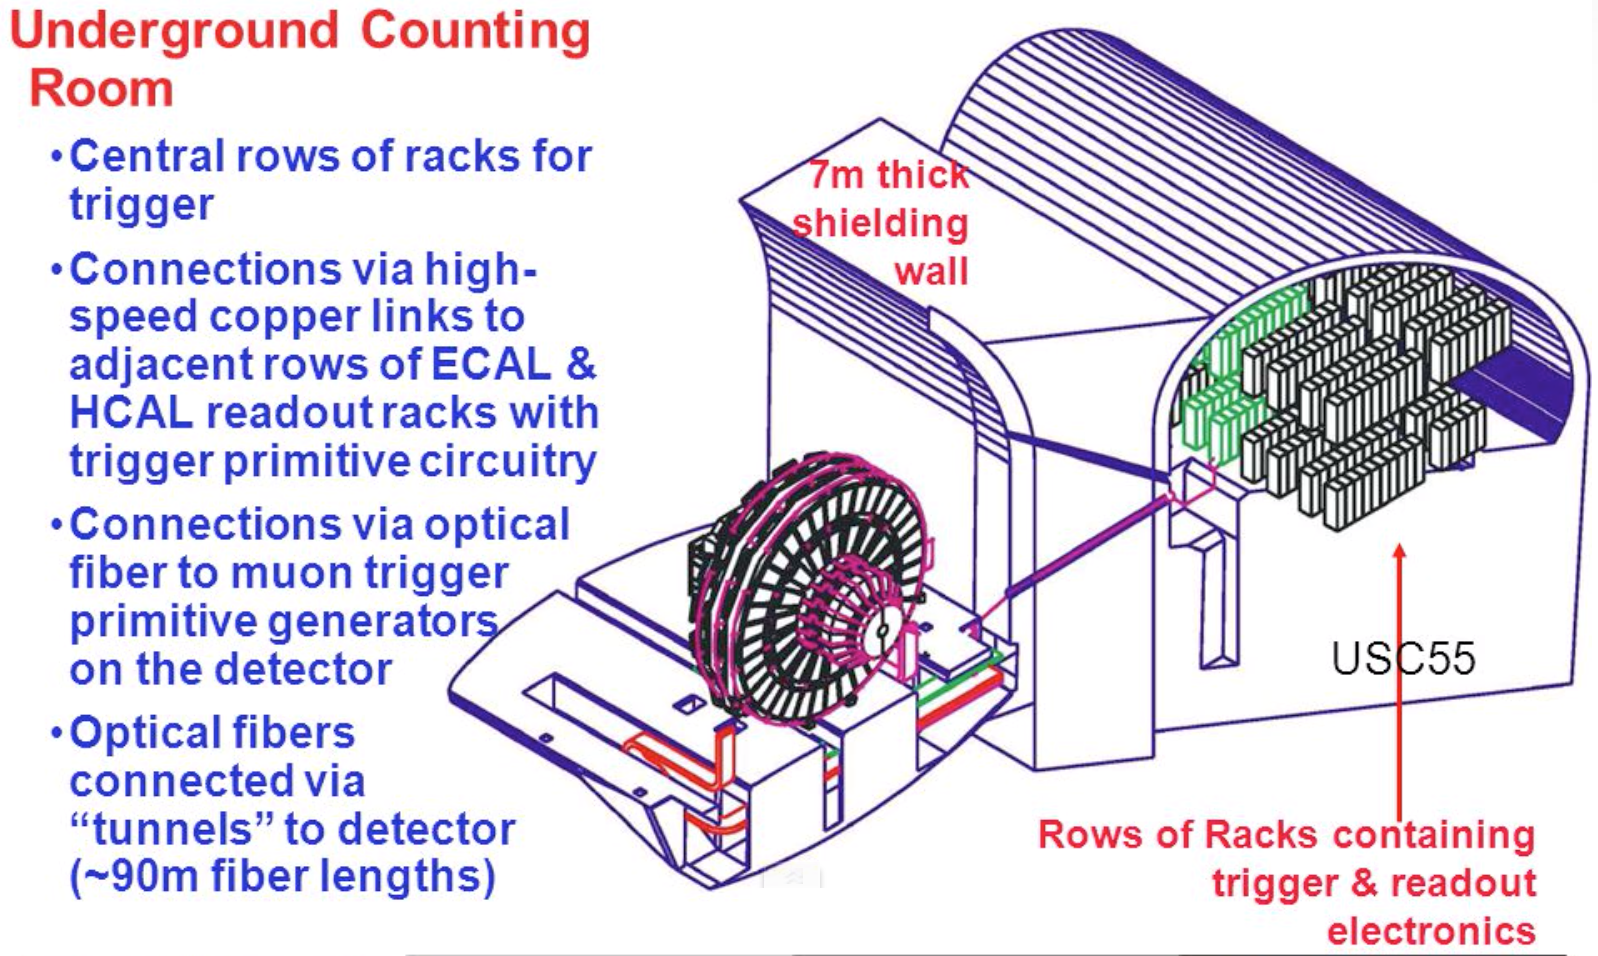 Underground Counting
Room
•Central rows of racks for
trigger
•Connections via high-
speed copper links to
adjacent rows of ECAL &
HCAL readout racks with
trigger primitive circuitry
•Connections via optical
fiber to muon trigger
primitive generators
on the detector
•Optical fibers
connected via
“tunnels” to detector
(~90m fiber lengths)
7m thick
shielding
wall
USC55
Rows of Racks containing
trigger & readout
electronics